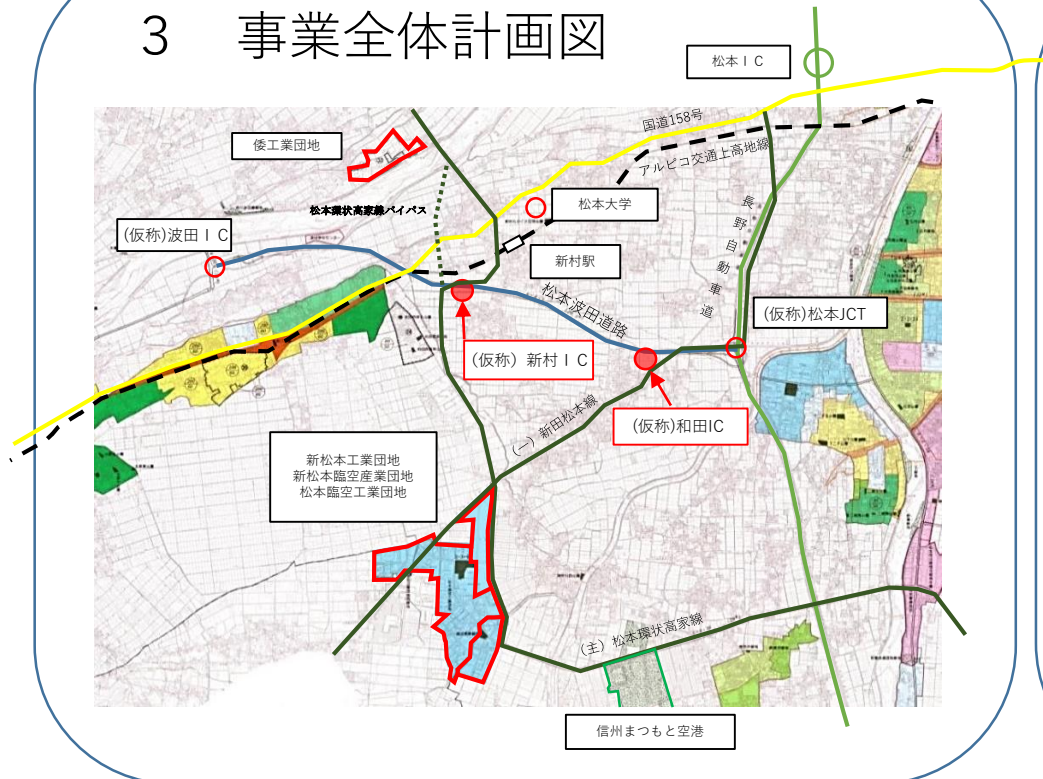 3　事業全体計画図
松本ＩＣ
国道158号
倭工業団地
アルピコ交通上高地線
松本大学
松本環状高家線バイパス
(仮称)波田ＩＣ
長野自動車道
新村駅
松本波田道路
(仮称)松本JCT
(仮称) 新村ＩＣ
(仮称)和田IC
(一) 新田松本線
新松本工業団地
新松本臨空産業団地
松本臨空工業団地
(主) 松本環状高家線
信州まつもと空港